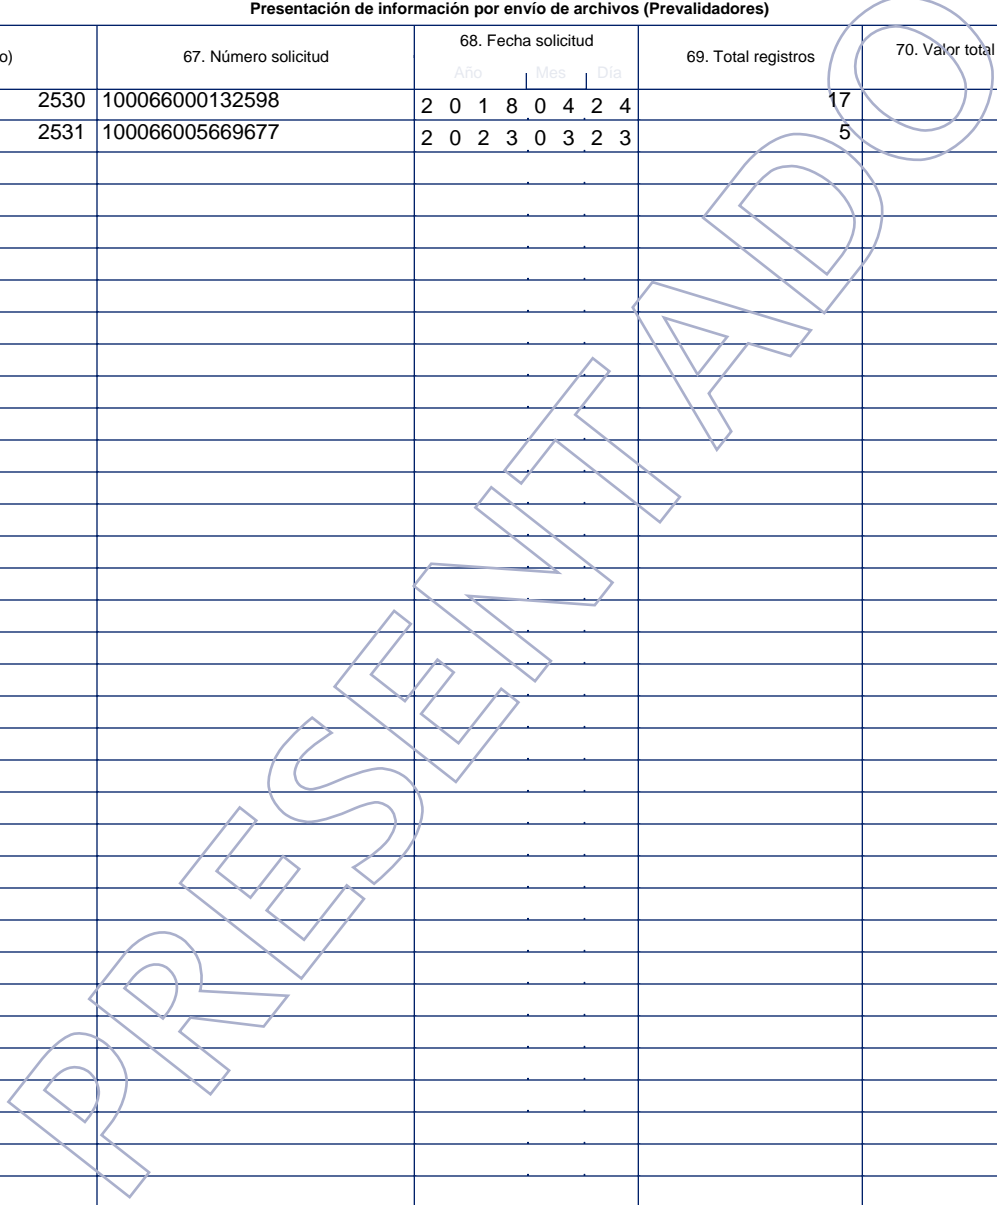 Presentación de información por envío de archivos (Prevalidadores)
o) 67. Número solicitud 68. Fecha solicitud 69. Total registros 70. Valor total
Año Mes Día
2530 100066000132598 2 0 1 8 0 4 2 4 17
2531 100066005669677 2 0 2 3 0 3 2 3 5
PRESENTADO